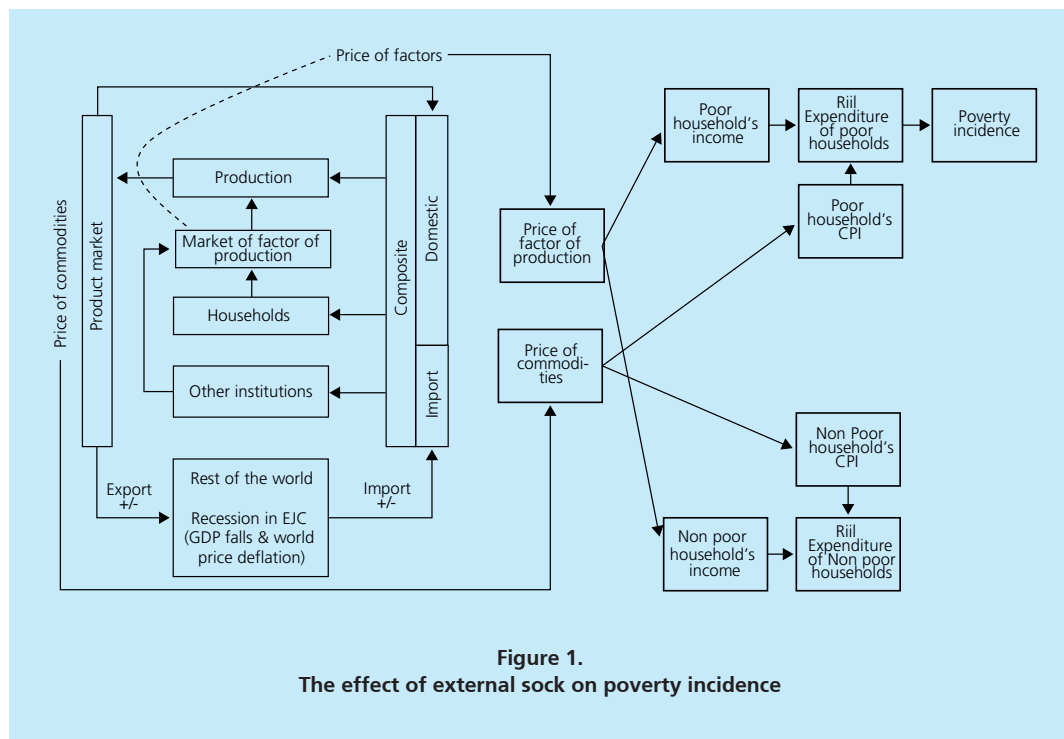 Price of factors
Price of commodities
Product market
Production
Market of factor of
production
Households
Other institutions
Composite
Domestic
Import
Export
+/-
Rest of the world
Recession in EJC
(GDP falls & world
price deflation)
Import
+/-
Price of
factor of
production
Price of
commodi-
ties
Poor
household's
income
Riil
Expenditure
of poor
households
Poverty
incidence
Poor
household's
CPI
Non Poor
household's
CPI
Non poor
household's
income
Riil
Expenditure
of Non poor
households
Figure 1.
The effect of external sock on poverty incidence